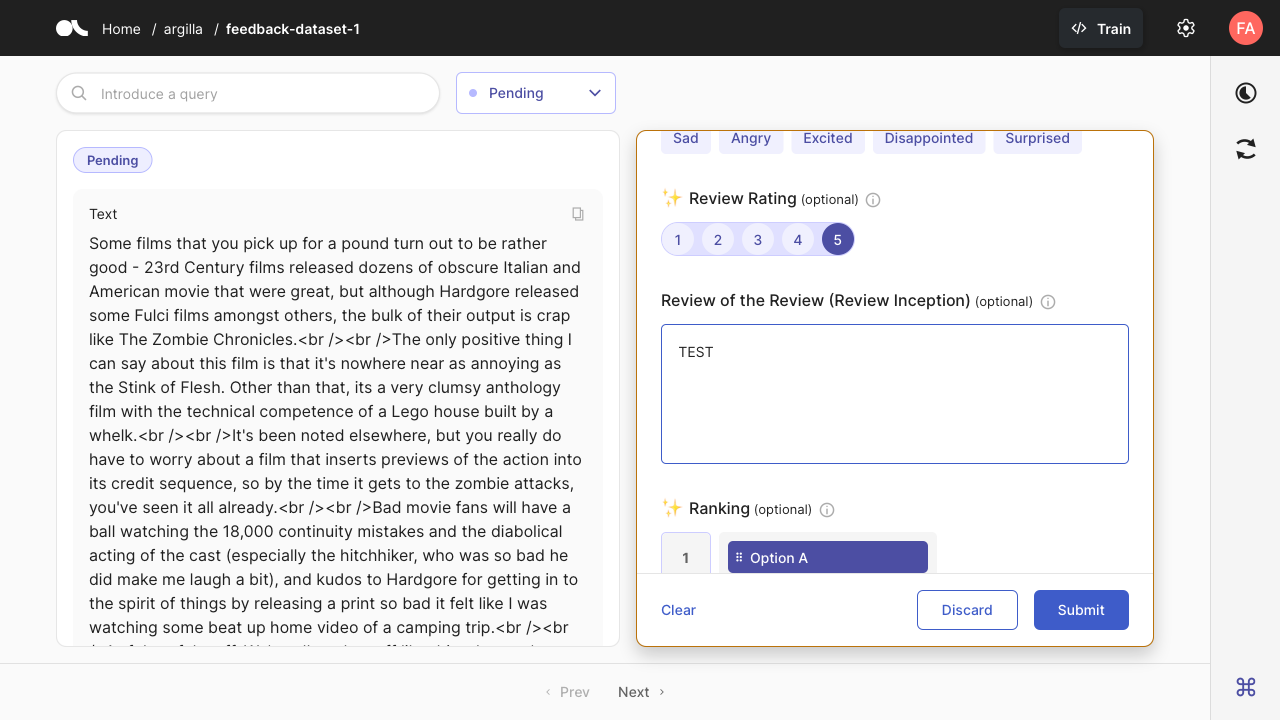 Home / argilla / feedback-dataset-1
Train
FA
Introduce a query
Pending
Pending
Text
Some films that you pick up for a pound turn out to be rather
good - 23rd Century films released dozens of obscure Italian and
American movie that were great, but although Hardgore released
some Fulci films amongst others, the bulk of their output is crap
like The Zombie Chronicles.<br /><br />The only positive thing I
can say about this film is that it's nowhere near as annoying as
the Stink of Flesh. Other than that, its a very clumsy anthology
film with the technical competence of a Lego house built by a
whelk.<br /><br />It's been noted elsewhere, but you really do
have to worry about a film that inserts previews of the action into
its credit sequence, so by the time it gets to the zombie attacks,
you've seen it all already.<br /><br />Bad movie fans will have a
ball watching the 18,000 continuity mistakes and the diabolical
acting of the cast (especially the hitchhiker, who was so bad he
did make me laugh a bit), and kudos to Hardgore for getting in to
the spirit of things by releasing a print so bad it felt like I was
watching some beat up home video of a camping trip.<br /><br
Sad Angry Excited Disappointed Surprised
Review Rating (optional)
1 2 3 4 5
Review of the Review (Review Inception) (optional)
TEST
Ranking (optional)
1 Option A
Clear Discard Submit
Prev Next